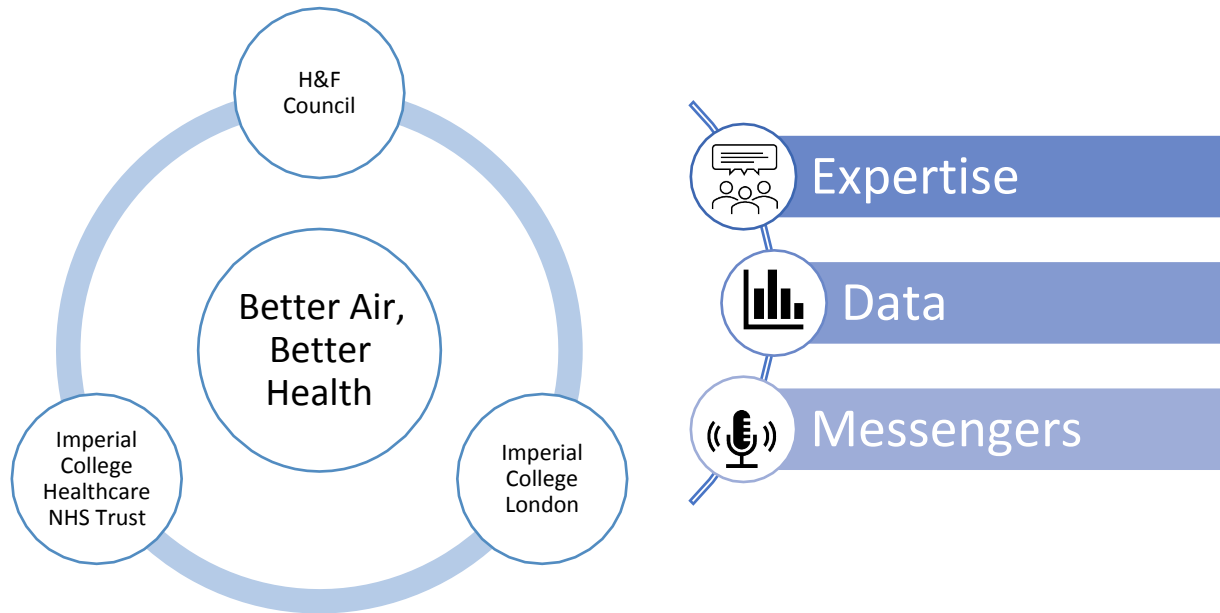 H&F
Council
Better Air,
Better
Health
Imperial
College
Healthcare
NHS Trust
Imperial
College
London
Expertise
Data
Messengers